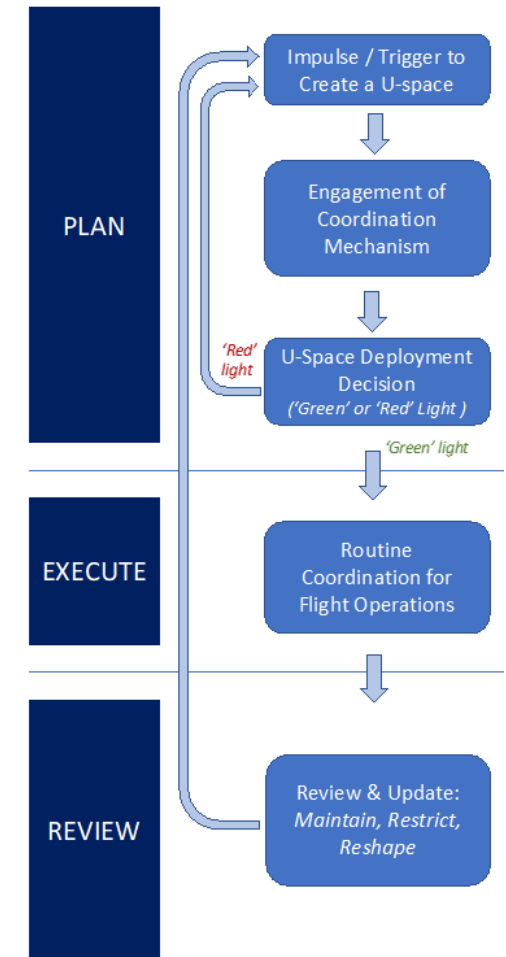 PLAN
Impulse / Trigger to
Create a U-space
Engagement of
Coordination
Mechanism
'Red'
light
U-Space Deployment
Decision
('Green' or 'Red' Light )
'Green' light
EXECUTE
Routine
Coordination for
Flight Operations
REVIEW
Review & Update:
Maintain, Restrict,
Reshape